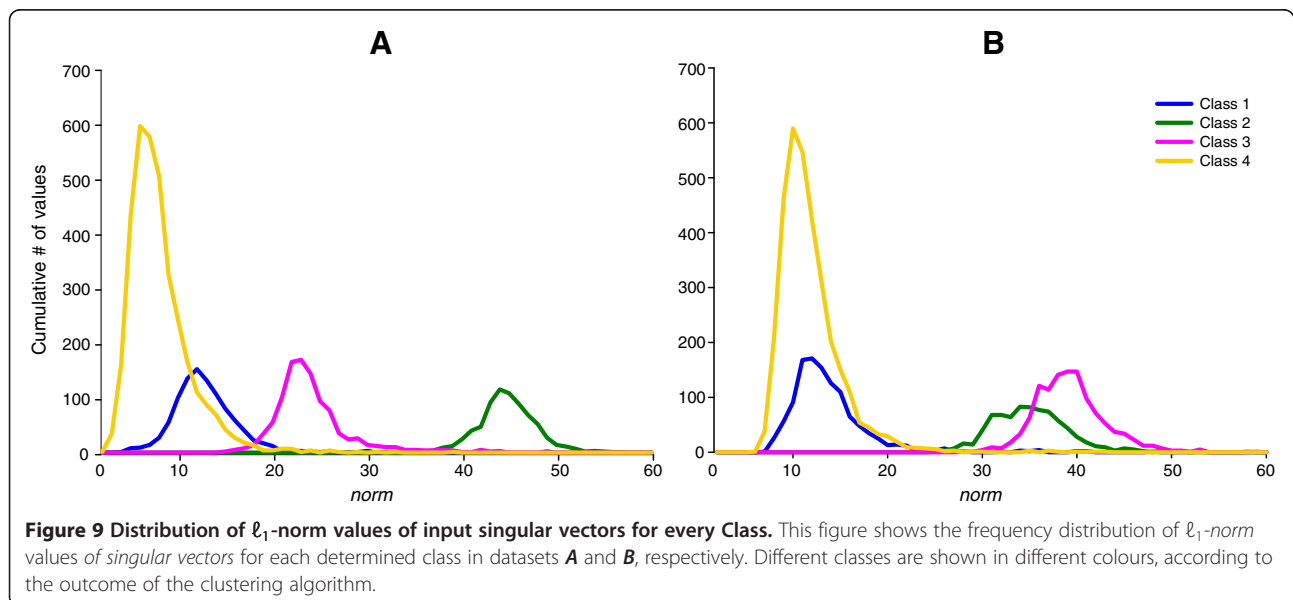 A
B
700
600
500
400
300
200
100
0
Cumulative # of values
0 10 20 30 40 50 60
norm
700
600
500
400
300
200
100
0
0 10 20 30 40 50 60
norm
Class 1
Class 2
Class 3
Class 4
Figure 9 Distribution of ℓ₁-norm values of input singular vectors for every Class. This figure shows the frequency distribution of ℓ₁-norm
values of singular vectors for each determined class in datasets A and B, respectively. Different classes are shown in different colours, according to
the outcome of the clustering algorithm.